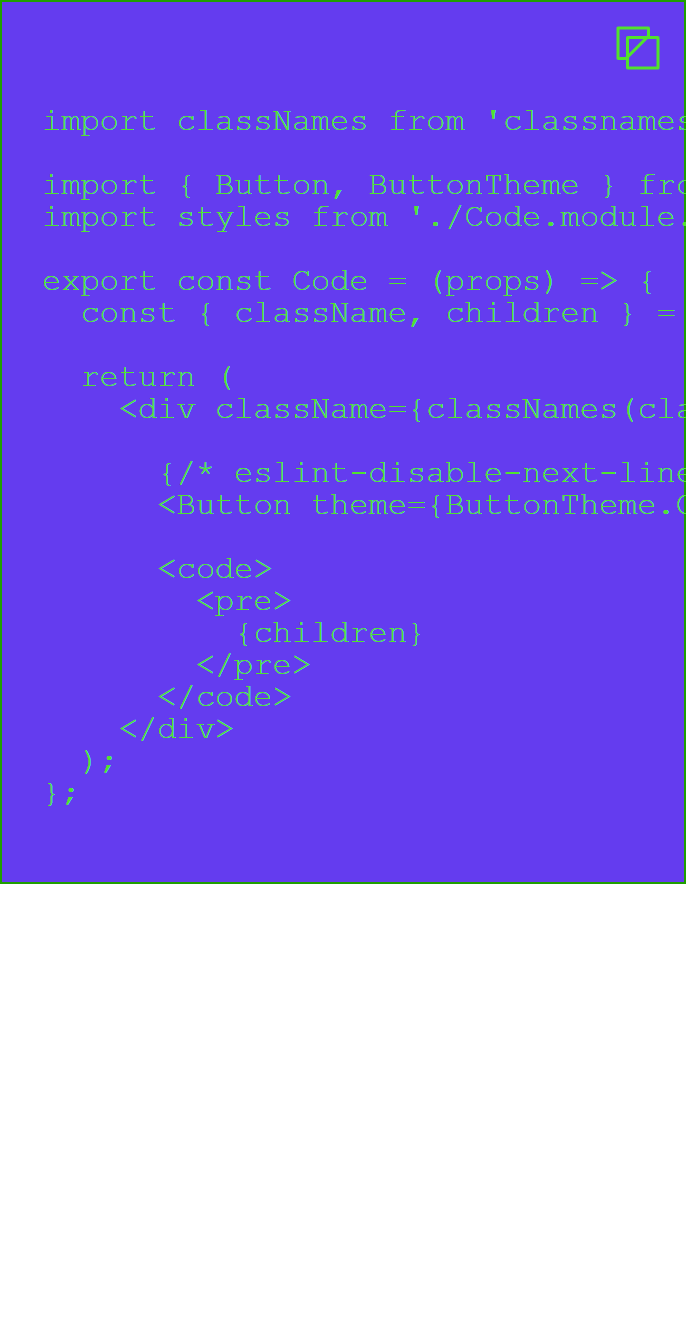 import classNames from 'classnames
import { Button, ButtonTheme } fro
import styles from './Code.module.
export const Code = (props) => {
  const { className, children } =
  return (
    <div className={classNames(cla
      {/* eslint-disable-next-line
      <Button theme={ButtonTheme.C
      <code>
        <pre>
          {children}
        </pre>
      </code>
    </div>
  );
};